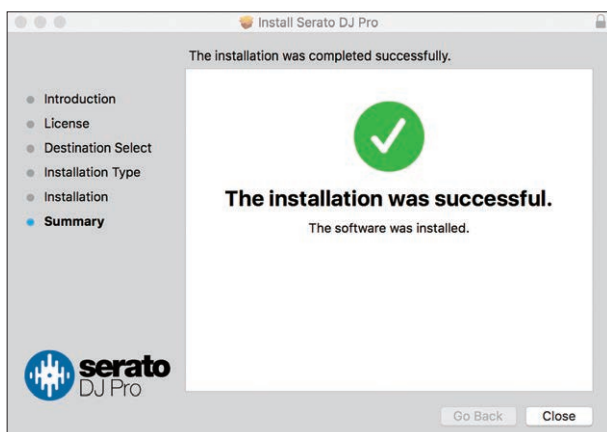 Install Serato DJ Pro
The installation was completed successfully.
Introduction
License
Destination Select
Installation Type
Installation
Summary
The installation was successful.
The software was installed.
serato
DJ Pro
Go Back
Close